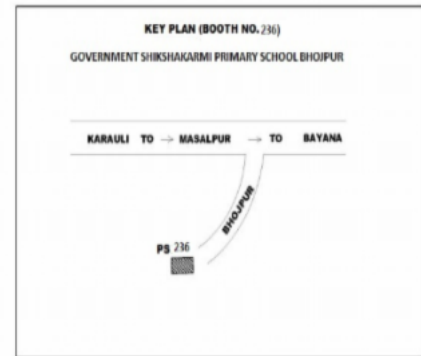 KEY PLAN (BOOTH NO.236)
GOVERNMENT SHIKSHAKARMI PRIMARY SCHOOL BHOJPUR
KARAULI TO → MASALPUR → TO BAYANA
BHOJPUR
PS 236